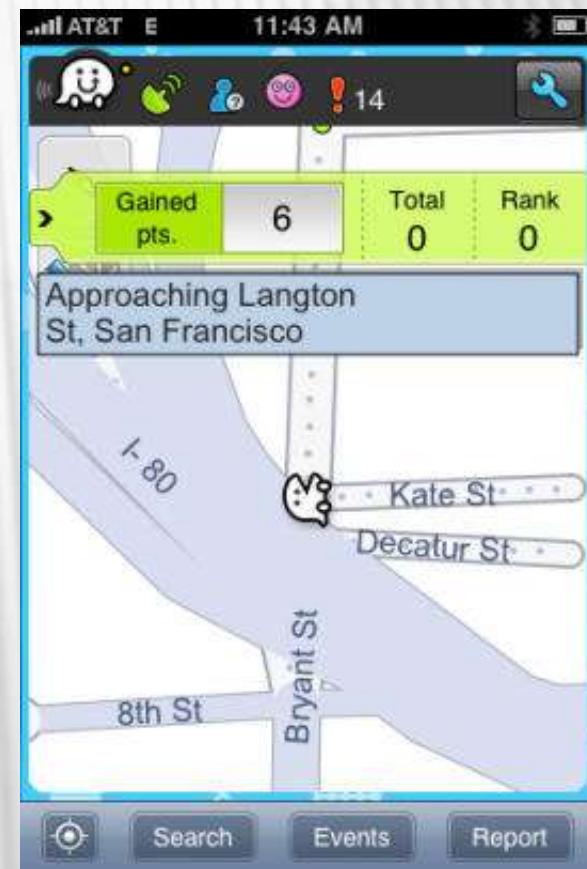 AT&T E 11:43 AM
14
Gained pts. 6 Total 0 Rank 0
Approaching Langton
St, San Francisco
I-80
Kate St
Decatur St
Bryant St
8th St
Search Events Report